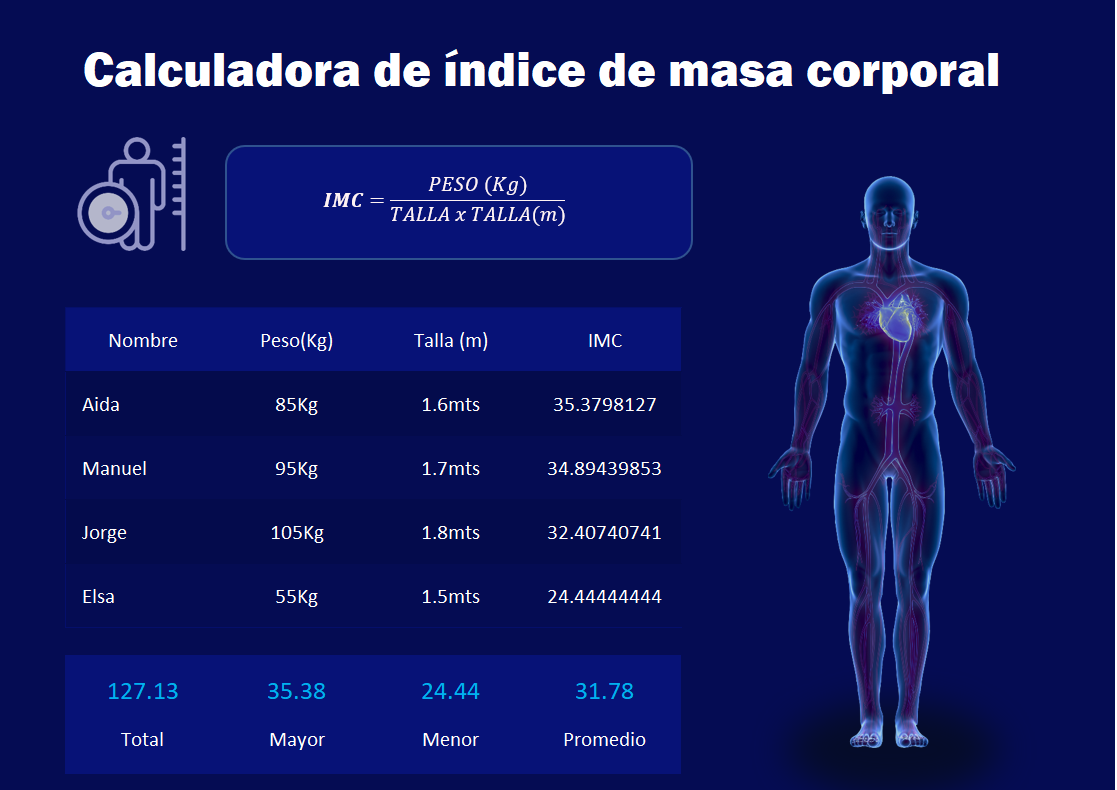 Calculadora de índice de masa corporal
IMC = PESO (Kg) / TALLA x TALLA(m)
Nombre Peso(Kg) Talla (m) IMC
Aida 85Kg 1.6mts 35.3798127
Manuel 95Kg 1.7mts 34.89439853
Jorge 105Kg 1.8mts 32.40740741
Elsa 55Kg 1.5mts 24.44444444
127.13 35.38 24.44 31.78
Total Mayor Menor Promedio